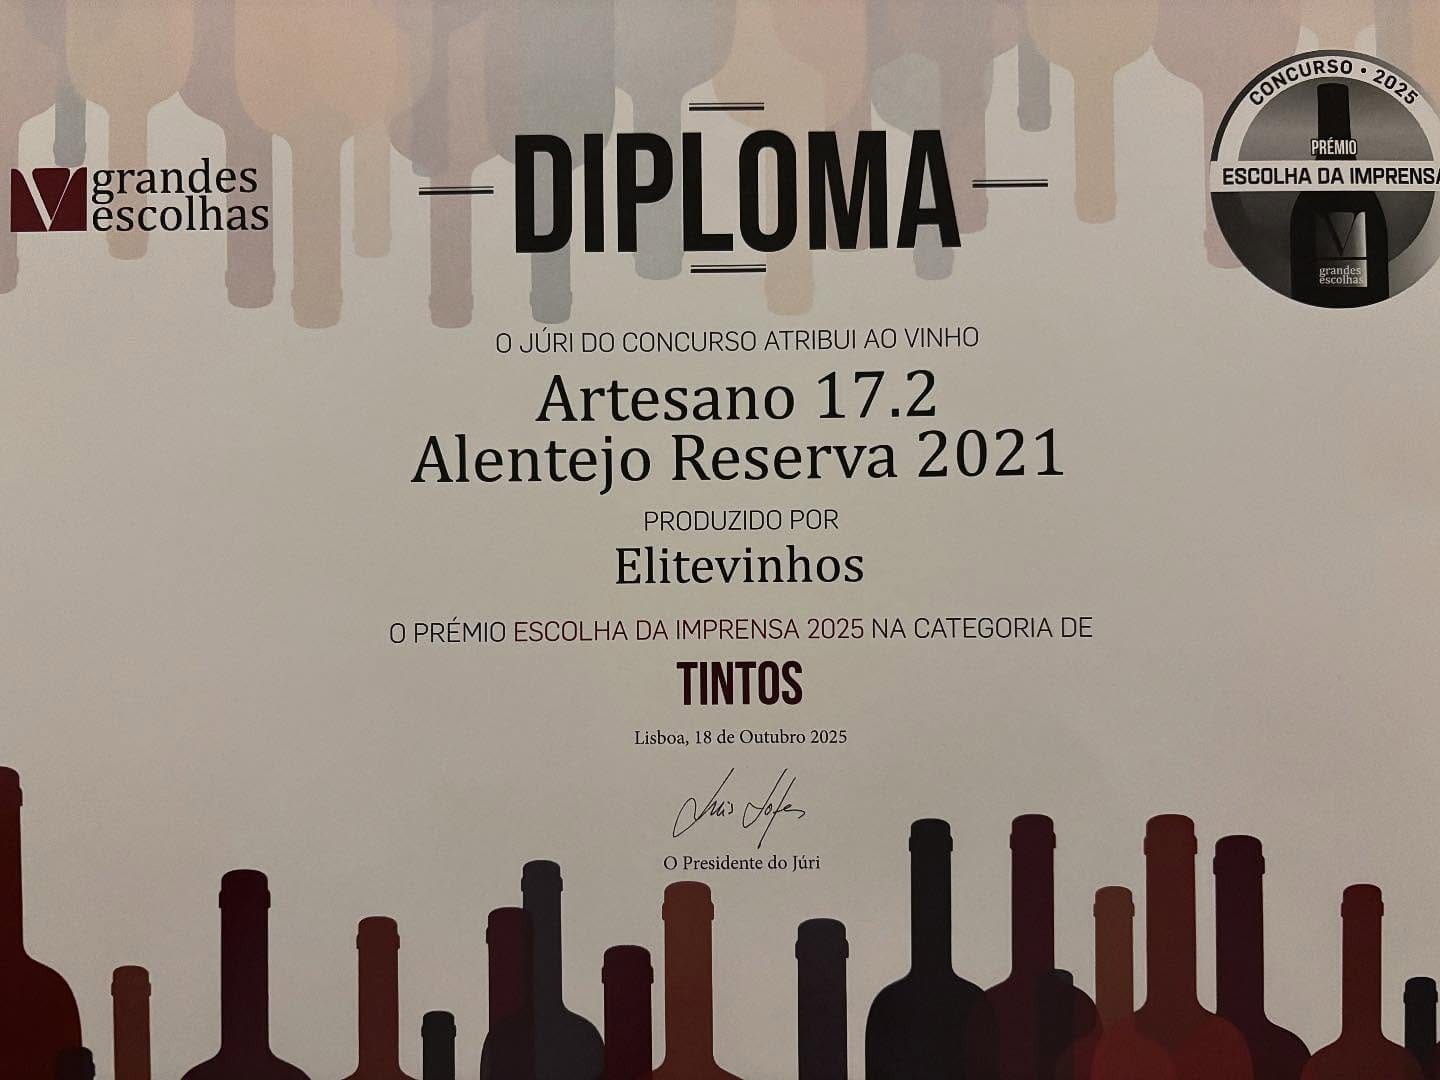 grandes
escolhas
DIPLOMA
CONCURSO • 2025
PRÉMIO
ESCOLHA DA IMPRENSA
grandes
escolhas
O JÚRI DO CONCURSO ATRIBUI AO VINHO
Artesano 17.2
Alentejo Reserva 2021
PRODUZIDO POR
Elitevinhos
O PRÉMIO ESCOLHA DA IMPRENSA 2025 NA CATEGORIA DE
TINTOS
Lisboa, 18 de Outubro 2025
Luis Lopes
O Presidente do Júri